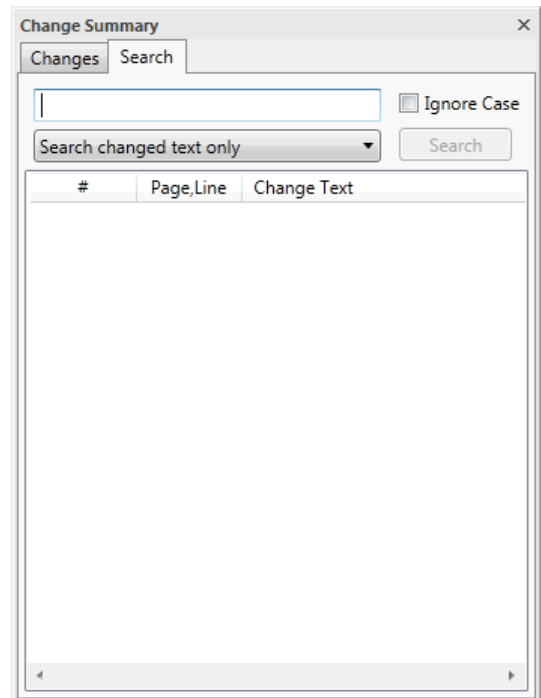 Change Summary
Changes Search
Ignore Case
Search changed text only Search
# Page,Line Change Text